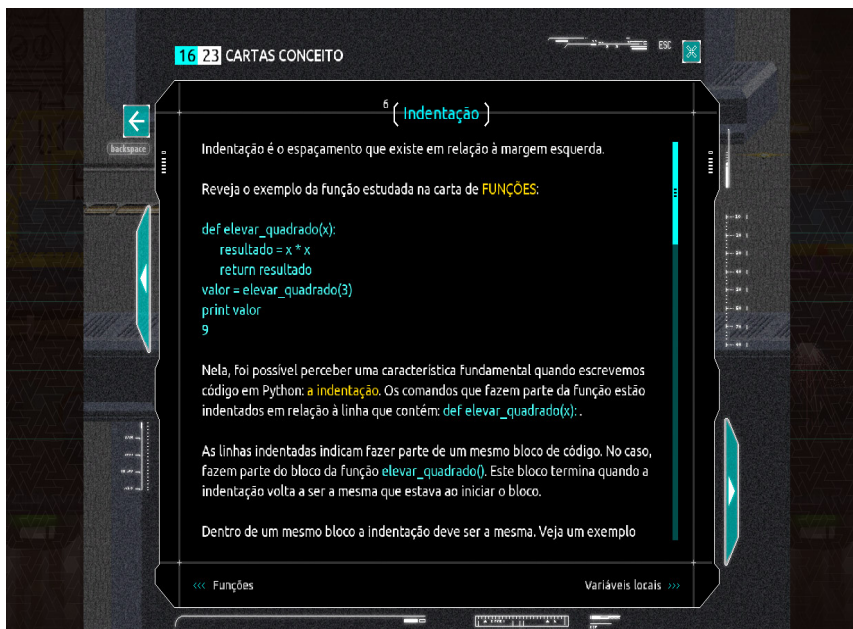 16 23 CARTAS CONCEITO
ESC
6 ( Indentação )
backspace
Indentação é o espaçamento que existe em relação à margem esquerda.
Reveja o exemplo da função estudada na carta de FUNÇÕES:
def elevar_quadrado(x):
resultado = x * x
return resultado
valor = elevar_quadrado(3)
print valor
9
Nela, foi possível perceber uma característica fundamental quando escrevemos
código em Python: a indentação. Os comandos que fazem parte da função estão
indentados em relação à linha que contém: def elevar_quadrado(x): .
As linhas indentadas indicam fazer parte de um mesmo bloco de código. No caso,
fazem parte do bloco da função elevar_quadrado(). Este bloco termina quando a
indentação volta a ser a mesma que estava ao iniciar o bloco.
Dentro de um mesmo bloco a indentação deve ser a mesma. Veja um exemplo
‹‹‹ Funções
Variáveis locais ›››